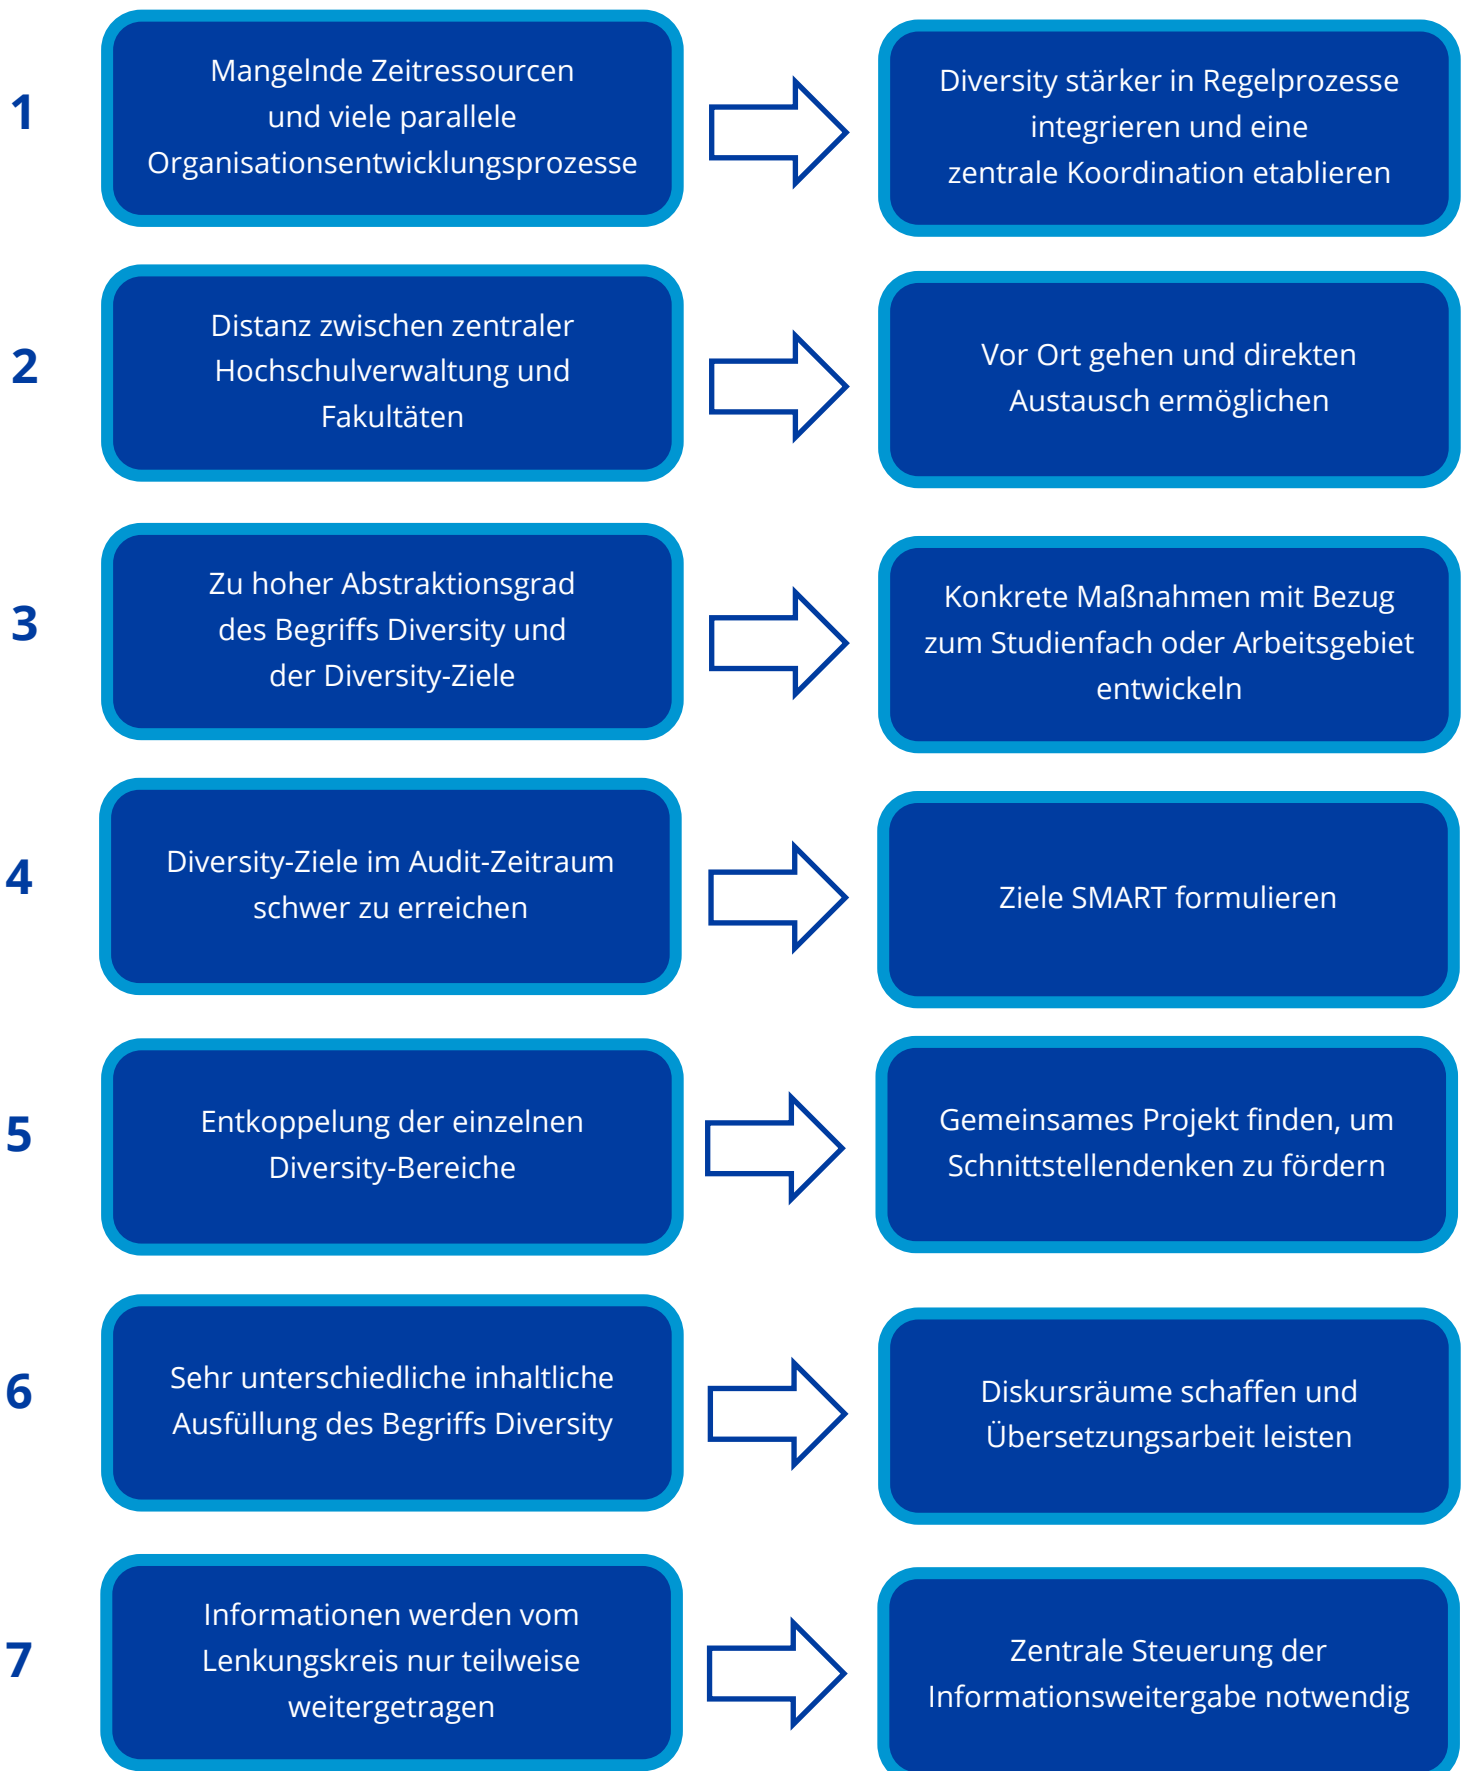 1
Mangelnde Zeitressourcen
und viele parallele
Organisationsentwicklungsprozesse
Diversity stärker in Regelprozesse
integrieren und eine
zentrale Koordination etablieren
2
Distanz zwischen zentraler
Hochschulverwaltung und
Fakultäten
Vor Ort gehen und direkten
Austausch ermöglichen
3
Zu hoher Abstraktionsgrad
des Begriffs Diversity und
der Diversity-Ziele
Konkrete Maßnahmen mit Bezug
zum Studienfach oder Arbeitsgebiet
entwickeln
4
Diversity-Ziele im Audit-Zeitraum
schwer zu erreichen
Ziele SMART formulieren
5
Entkoppelung der einzelnen
Diversity-Bereiche
Gemeinsames Projekt finden, um
Schnittstellendenken zu fördern
6
Sehr unterschiedliche inhaltliche
Ausfüllung des Begriffs Diversity
Diskursräume schaffen und
Übersetzungsarbeit leisten
7
Informationen werden vom
Lenkungskreis nur teilweise
weitergetragen
Zentrale Steuerung der
Informationsweitergabe notwendig